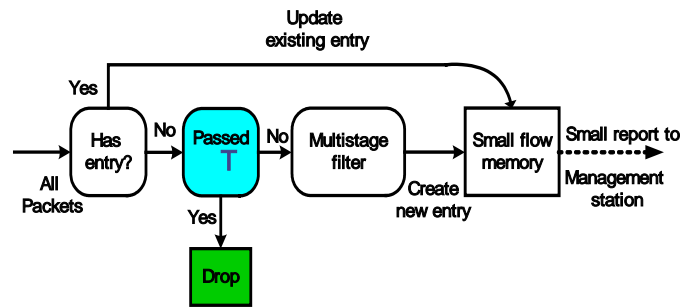 Update
existing entry
Yes
Has
entry?
No
Passed
T
No
Multistage
filter
Small flow
memory
Small report to
Management
station
All
Packets
Yes
Create
new entry
Drop